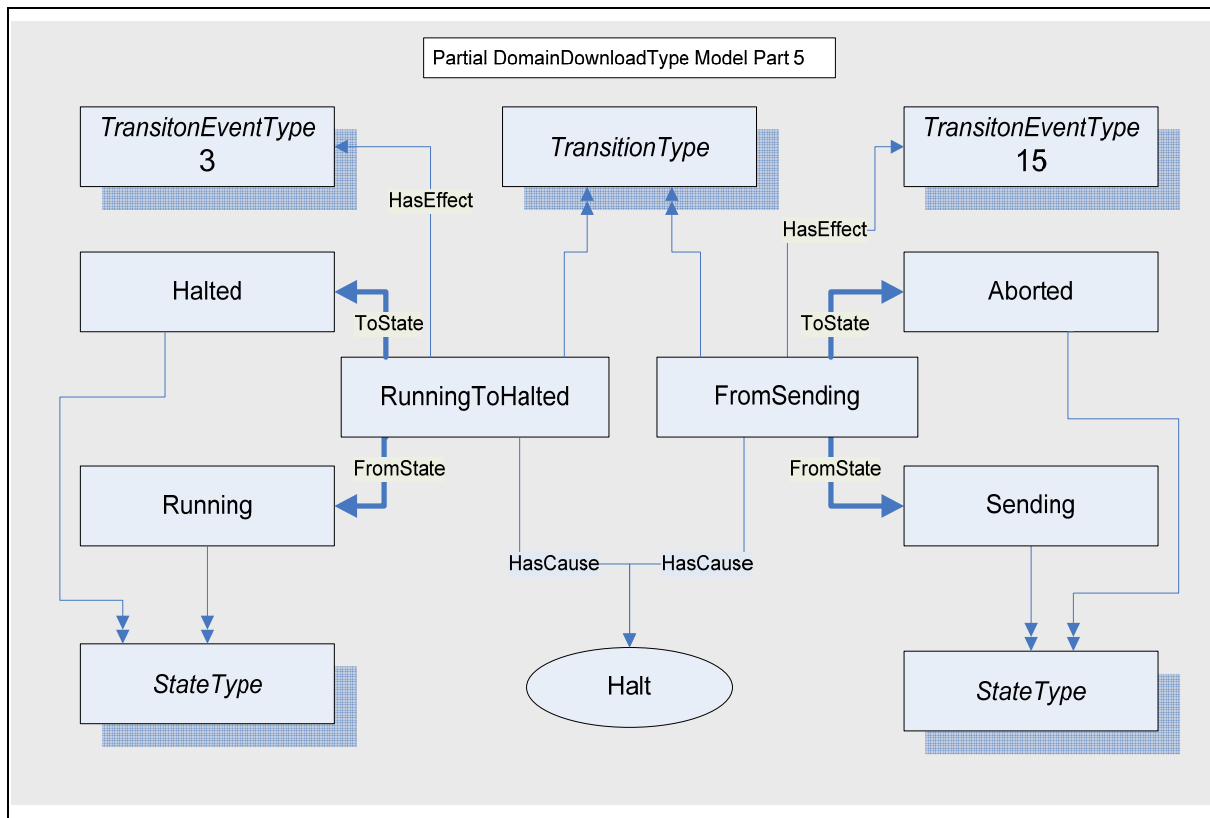 Partial DomainDownloadType Model Part 5
TransitonEventType
3
TransitionType
TransitonEventType
15
HasEffect
HasEffect
Halted
Aborted
ToState
ToState
RunningToHalted
FromSending
FromState
FromState
Running
Sending
HasCause
HasCause
StateType
Halt
StateType